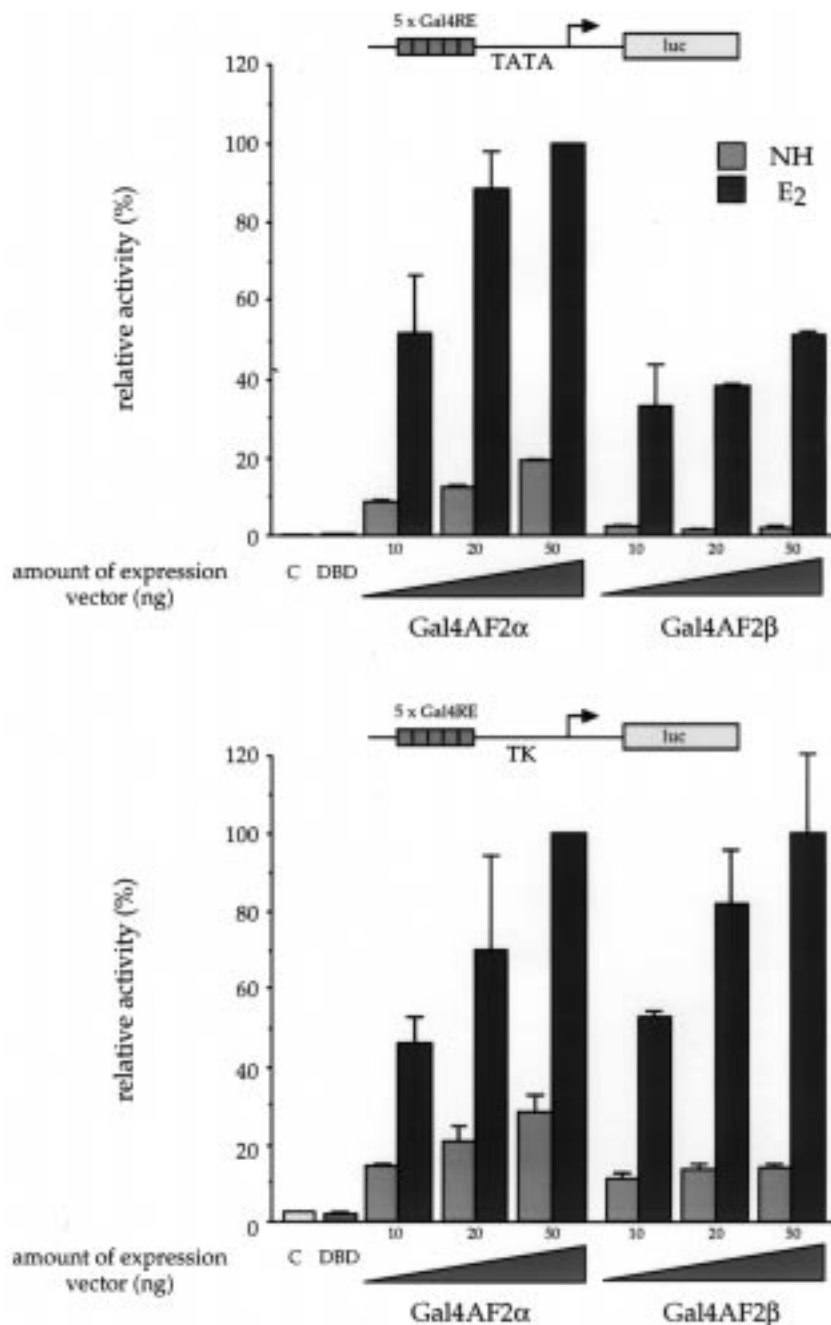 5 x Gal4RE
TATA
luc
120
100
80
60
40
20
0
relative activity (%)
NH
E₂
10 20 50 10 20 50
amount of expression vector (ng)
C DBD
Gal4AF2α Gal4AF2β
5 x Gal4RE
TK
luc
120
100
80
60
40
20
0
relative activity (%)
10 20 50 10 20 50
amount of expression vector (ng)
C DBD
Gal4AF2α Gal4AF2β